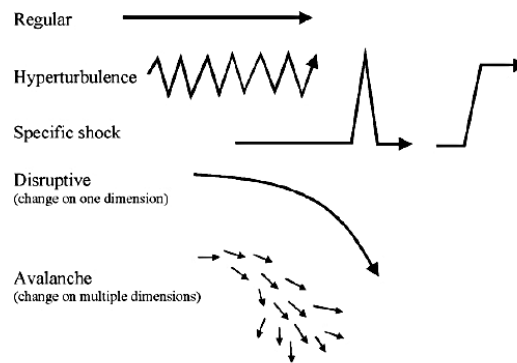 Regular
Hyperturbulence
Specific shock
Disruptive
(change on one dimension)
Avalanche
(change on multiple dimensions)